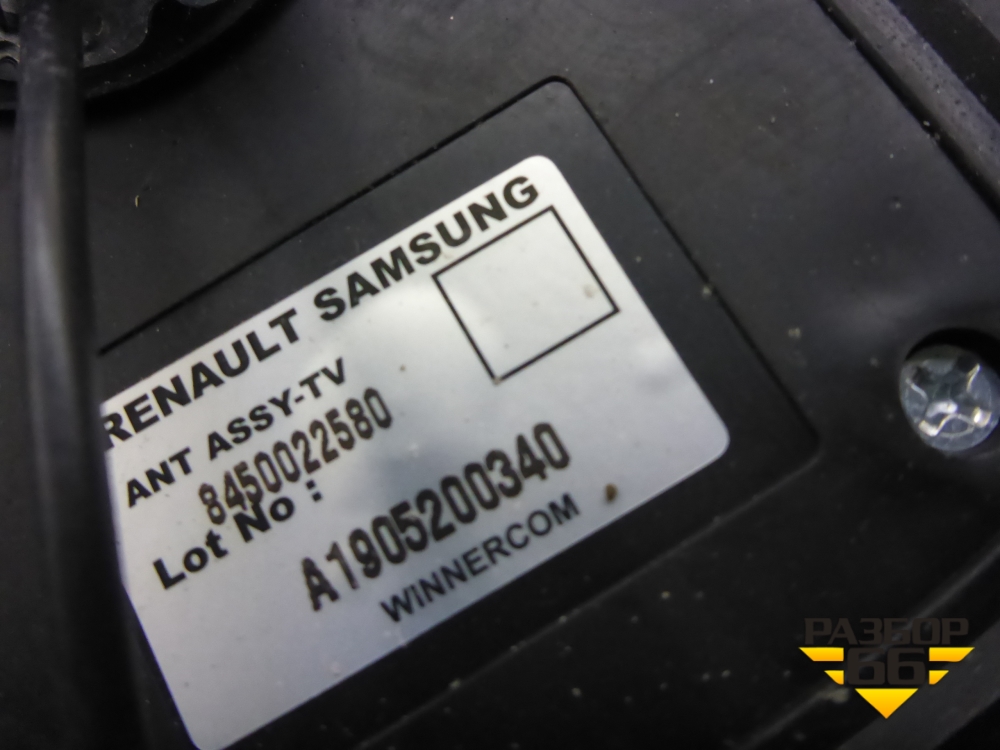 RENAULT SAMSUNG
ANT ASSY-TV
8450022580
Lot No :
A1905200340
WINNERCOM
РАЗБОР
66